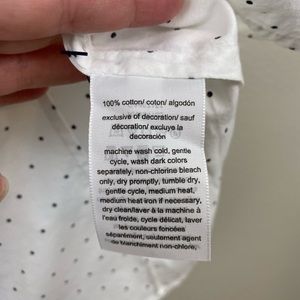 100% cotton/ coton/ algodón
exclusive of decoration/ sauf
décoration/ excluye la
decoración
machine wash cold, gentle
cycle, wash dark colors
separately, non-chlorine bleach
only, dry promptly, tumble dry,
gentle cycle, medium heat,
medium heat iron if necessary,
dry clean/laver à la machine à
l'eau froide, cycle délicat, laver
les couleurs foncées
séparément, seulement agent
de blanchiment non-chlore,